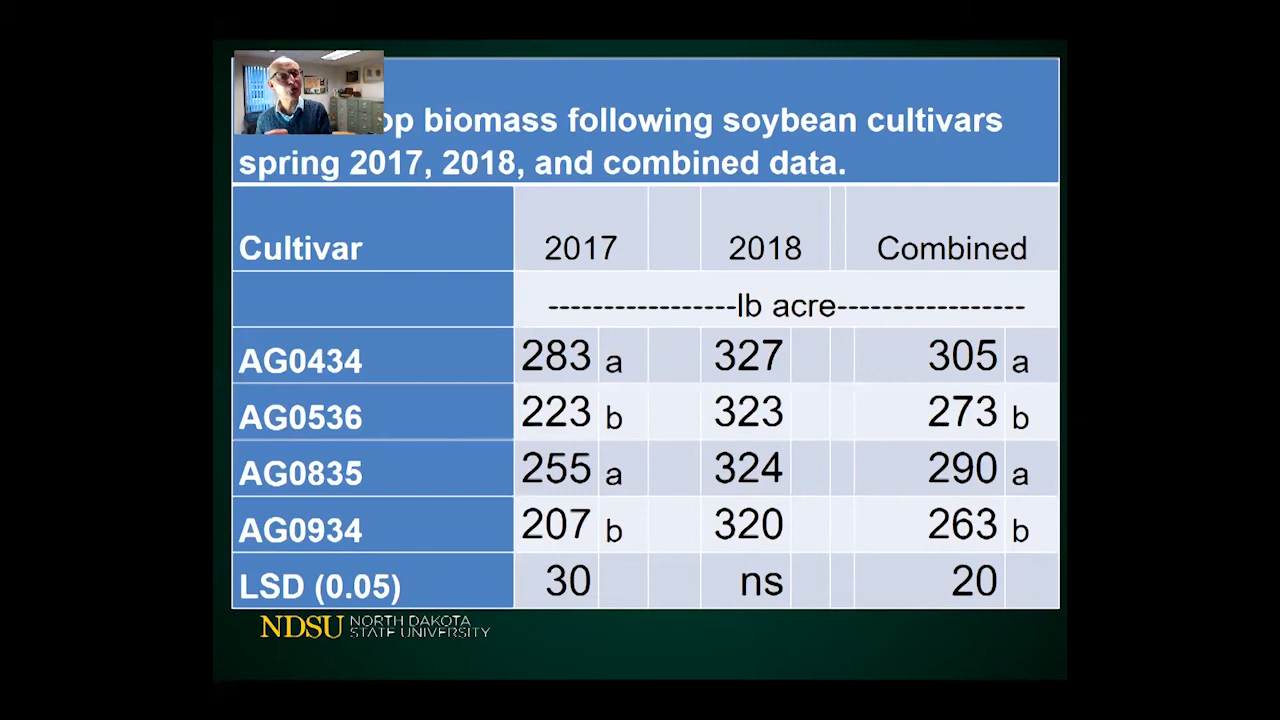 op biomass following soybean cultivars
spring 2017, 2018, and combined data.
Cultivar 2017 2018 Combined
-----------------lb acre-----------------
AG0434 283 a 327 305 a
AG0536 223 b 323 273 b
AG0835 255 a 324 290 a
AG0934 207 b 320 263 b
LSD (0.05) 30 ns 20
NDSU NORTH DAKOTA
STATE UNIVERSITY